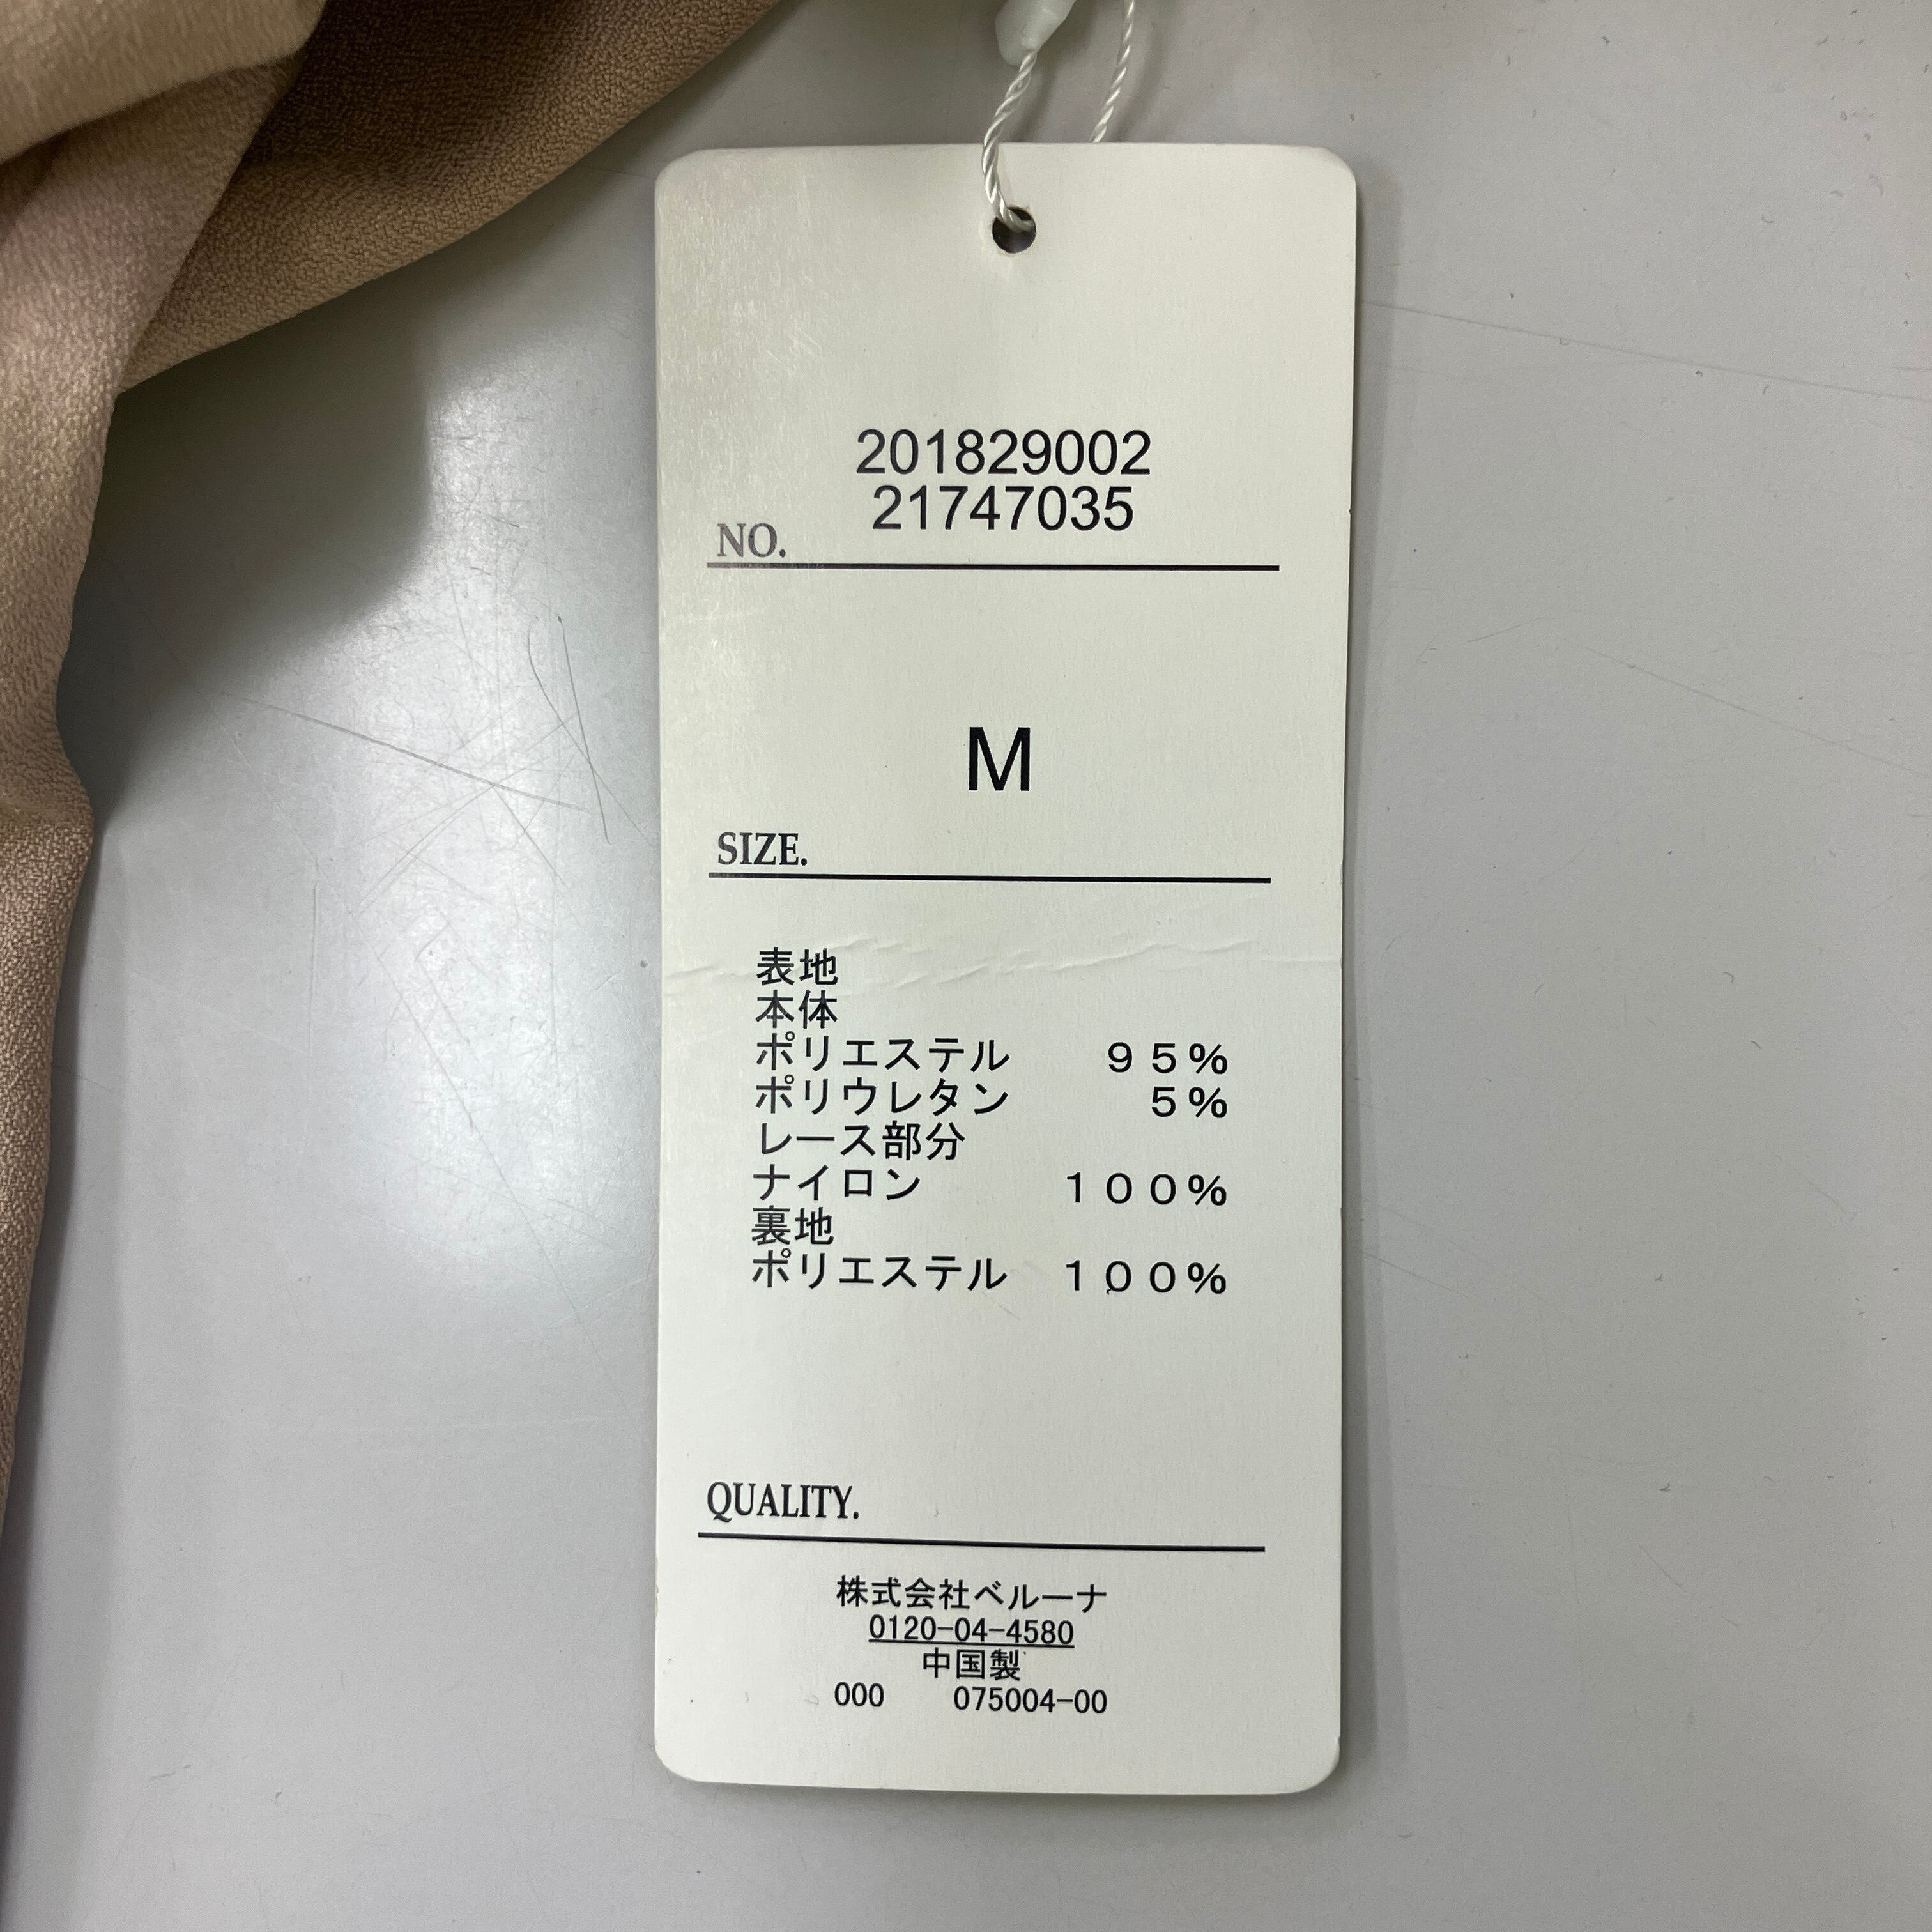 201829002
21747035
NO.
M
SIZE.
表地
本体
ポリエステル ９５％
ポリウレタン ５％
レース部分
ナイロン １００％
裏地
ポリエステル １００％
QUALITY.
株式会社ベルーナ
0120-04-4580
中国製
000 075004-00